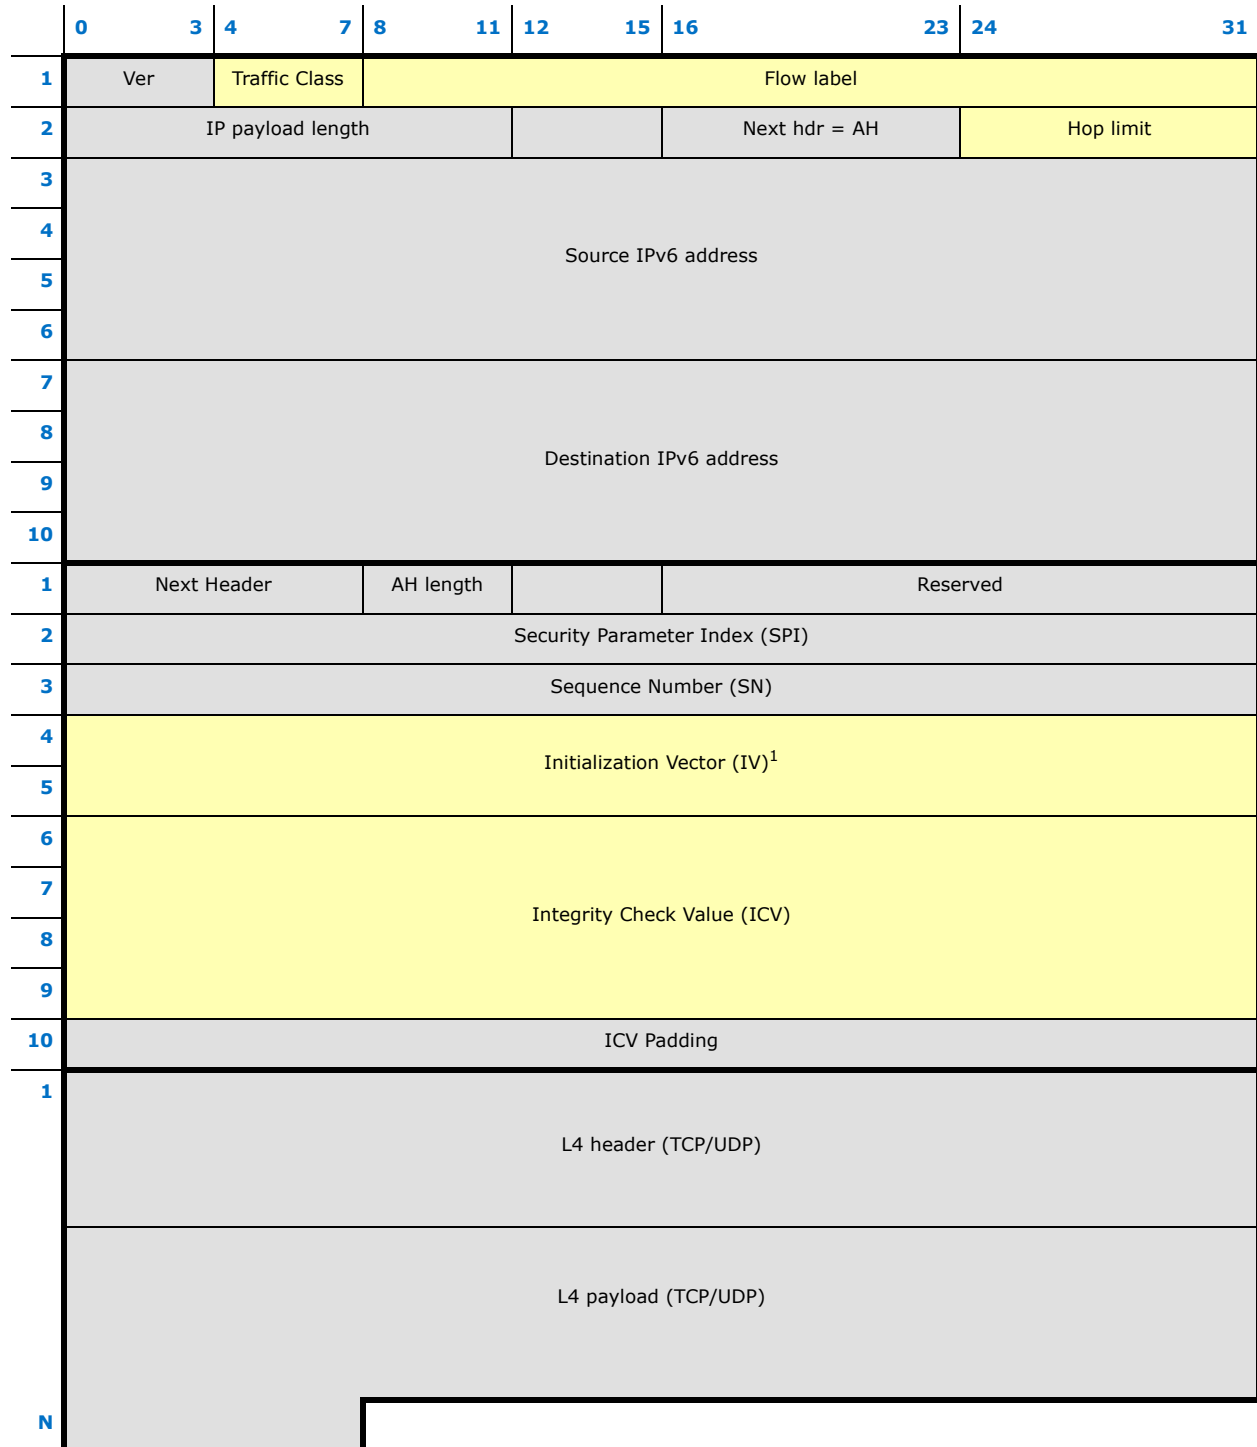 0 3 4 7 8 11 12 15 16 23 24 31
1 Ver Traffic Class Flow label
2 IP payload length Next hdr = AH Hop limit
3
4
Source IPv6 address
5
6
7
8
Destination IPv6 address
9
10
1 Next Header AH length Reserved
2 Security Parameter Index (SPI)
3 Sequence Number (SN)
4
Initialization Vector (IV)1
5
6
7
Integrity Check Value (ICV)
8
9
10 ICV Padding
1
L4 header (TCP/UDP)
L4 payload (TCP/UDP)
N